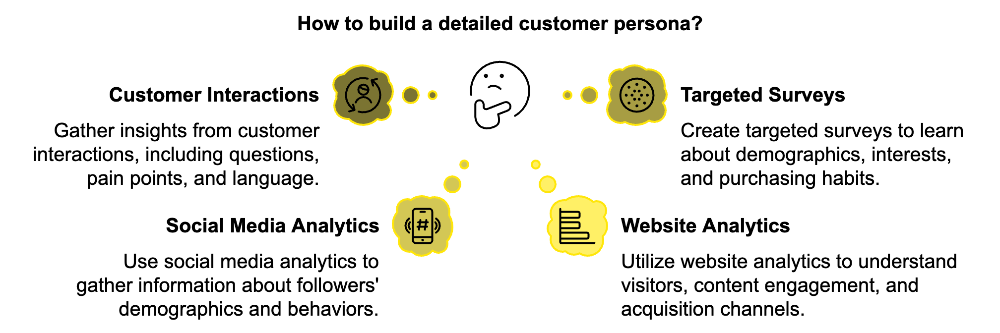 How to build a detailed customer persona?
Customer Interactions
Gather insights from customer
interactions, including questions,
pain points, and language.
Targeted Surveys
Create targeted surveys to learn
about demographics, interests,
and purchasing habits.
Social Media Analytics
Use social media analytics to
gather information about followers'
demographics and behaviors.
#
Website Analytics
Utilize website analytics to understand
visitors, content engagement, and
acquisition channels.